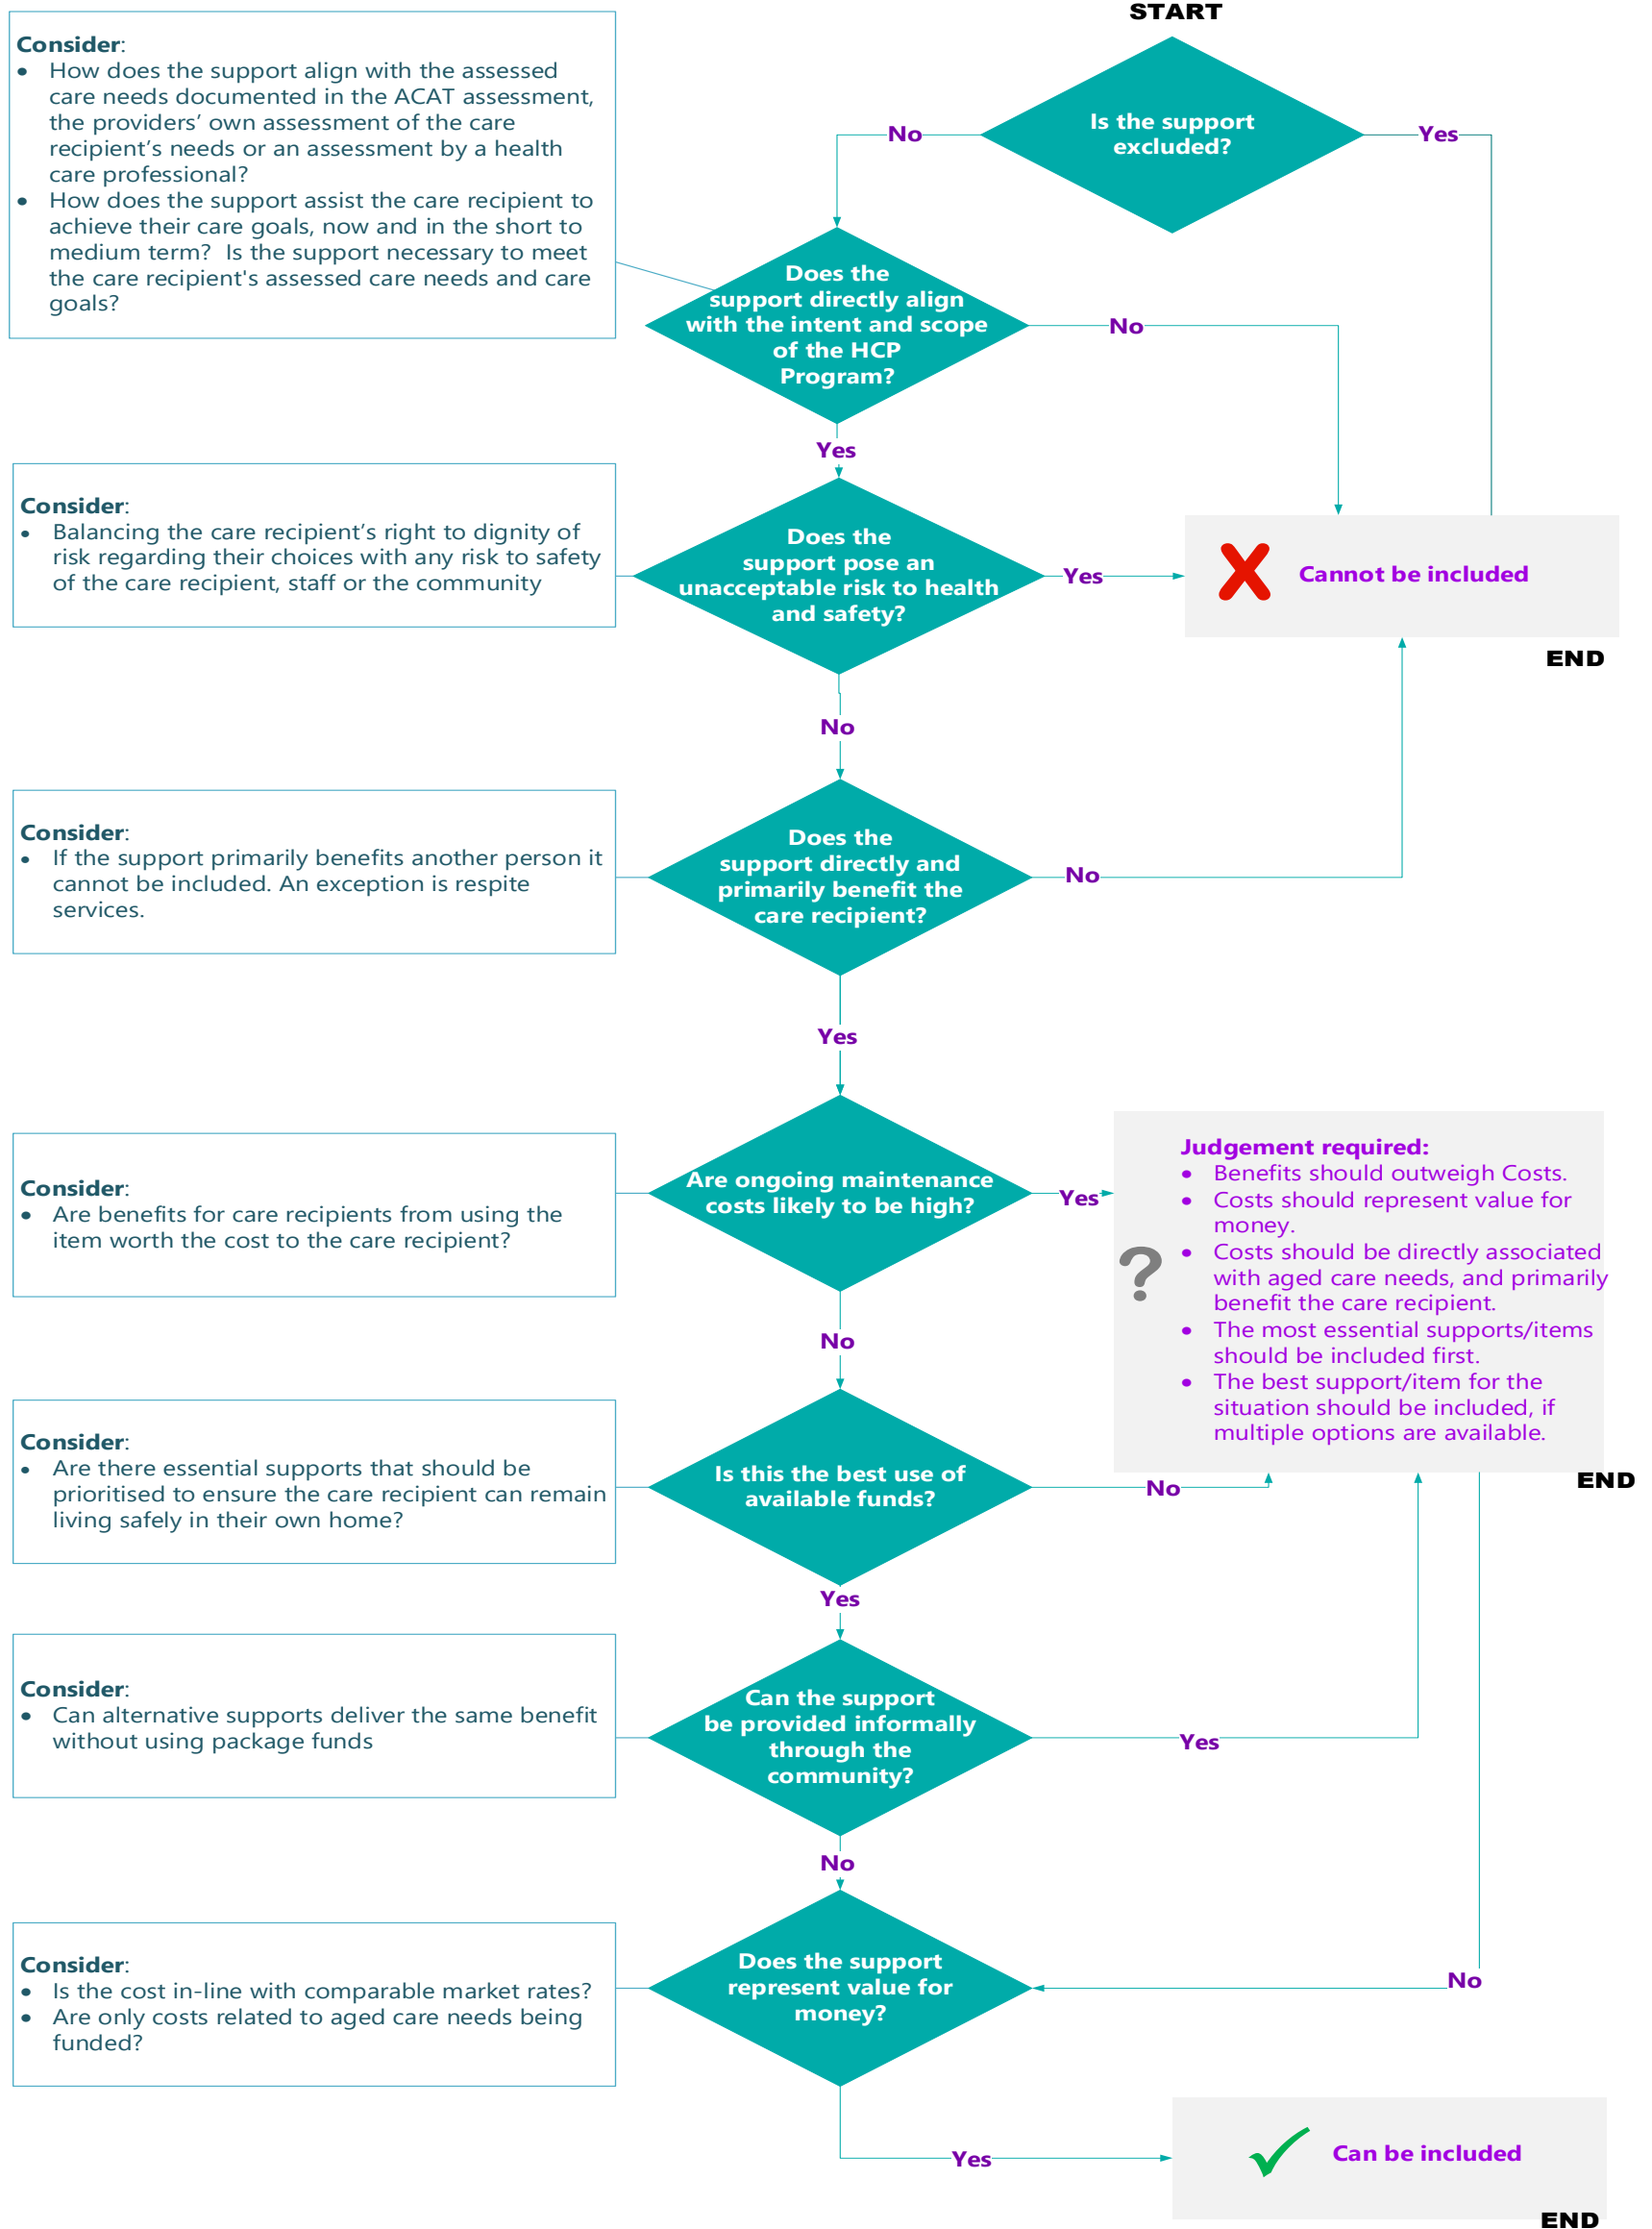 START
Is the support
excluded?
No
Yes
Consider:
• How does the support align with the assessed
care needs documented in the ACAT assessment,
the providers’ own assessment of the care
recipient’s needs or an assessment by a health
care professional?
• How does the support assist the care recipient to
achieve their care goals, now and in the short to
medium term?  Is the support necessary to meet
the care recipient's assessed care needs and care
goals?
Does the
support directly align
with the intent and scope
of the HCP
Program?
No
Yes
Consider:
• Balancing the care recipient’s right to dignity of
risk regarding their choices with any risk to safety
of the care recipient, staff or the community
Does the
support pose an
unacceptable risk to health
and safety?
Yes
Cannot be included
END
No
Consider:
• If the support primarily benefits another person it
cannot be included. An exception is respite
services.
Does the
support directly and
primarily benefit the
care recipient?
No
Yes
Consider:
• Are benefits for care recipients from using the
item worth the cost to the care recipient?
Are ongoing maintenance
costs likely to be high?
Yes
Judgement required:
• Benefits should outweigh Costs.
• Costs should represent value for
money.
• Costs should be directly associated
with aged care needs, and primarily
benefit the care recipient.
• The most essential supports/items
should be included first.
• The best support/item for the
situation should be included, if
multiple options are available.
?
END
No
Consider:
• Are there essential supports that should be
prioritised to ensure the care recipient can remain
living safely in their own home?
Is this the best use of
available funds?
No
Yes
Consider:
• Can alternative supports deliver the same benefit
without using package funds
Can the support
be provided informally
through the
community?
Yes
No
Consider:
• Is the cost in-line with comparable market rates?
• Are only costs related to aged care needs being
funded?
Does the support
represent value for
money?
No
Yes
Can be included
END